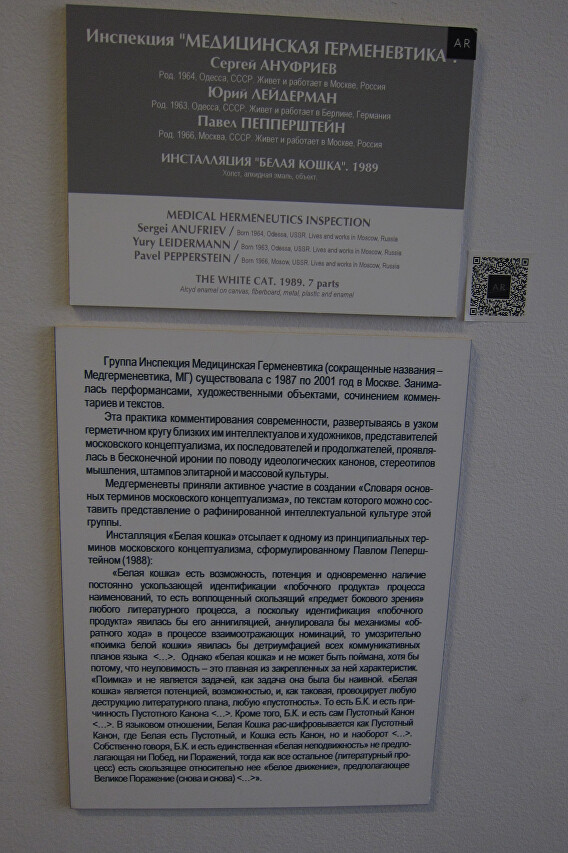 Инспекция "МЕДИЦИНСКАЯ ГЕРМЕНЕВТИКА".
AR
Сергей АНУФРИЕВ
Род. 1964, Одесса, СССР. Живет и работает в Москве, Россия
Юрий ЛЕЙДЕРМАН
Род. 1963, Одесса, СССР. Живет и работает в Берлине, Германия
Павел ПЕППЕРШТЕЙН
Род. 1966, Москва, СССР. Живет и работает в Москве, Россия
ИНСТАЛЛЯЦИЯ "БЕЛАЯ КОШКА". 1989
Холст, алкидная эмаль, объект.
MEDICAL HERMENEUTICS INSPECTION
Sergei ANUFRIEV / Born 1964, Odessa, USSR. Lives and works in Moscow, Russia
Yury LEIDERMANN / Born 1963, Odessa, USSR. Lives and works in Moscow, Russia
Pavel PEPPERSTEIN / Born 1966, Mosow, USSR. Lives and works in Moscow, Russia
THE WHITE CAT. 1989. 7 parts
Alcyd enamel on canvas, fiberboard, metal, plastic and enamel
AR
Группа Инспекция Медицинская Герменевтика (сокращенные названия –
Медгерменевтика, МГ) существовала с 1987 по 2001 год в Москве. Занима-
лась перформансами, художественными объектами, сочинением коммен-
тариев и текстов.
Эта практика комментирования современности, развертываясь в узком
герметичном кругу близких им интеллектуалов и художников, представителей
московского концептуализма, их последователей и продолжателей, проявля-
лась в бесконечной иронии по поводу идеологических канонов, стереотипов
мышления, штампов элитарной и массовой культуры.
Медгерменевты приняли активное участие в создании «Словаря основ-
ных терминов московского концептуализма», по текстам которого можно сос-
тавить представление о рафинированной интеллектуальной культуре этой
группы.
Инсталляция «Белая кошка» отсылает к одному из принципиальных тер-
минов московского концептуализма, сформулированному Павлом Пеперш-
тейном (1988):
«Белая кошка» есть возможность, потенция и одновременно наличие
постоянно ускользающей идентификации «побочного продукта» процесса
наименований, то есть воплощенный скользящий «предмет бокового зрения»
любого литературного процесса, а поскольку идентификация «побочного
продукта» явилась бы его аннигиляцией, аннулировала бы механизмы «об-
ратного хода» в процессе взаимоотражающих номинаций, то умозрительно
«поимка белой кошки» явилась бы детриумфацией всех коммуникативных
планов языка <...>. Однако «белая кошка» и не может быть поймана, хотя бы
потому, что неуловимость – это главная из закрепленных за ней характеристик.
«Поимка» и не является задачей, как задача она была бы наивной. «Белая
кошка» является потенцией, возможностью, и, как таковая, провоцирует любую
деструкцию литературного плана, любую «пустотность». То есть Б.К. и есть при-
чинность Пустотного Канона <...>. Кроме того, Б.К. и есть сам Пустотный Канон
<...>. В языковом отношении, Белая Кошка рас-шифровывается как Пустотный
Канон, где Белая есть Пустотный, и Кошка есть Канон, но и наоборот <...>.
Собственно говоря, Б.К. и есть единственная «белая неподвижность» не предпо-
лагающая ни Побед, ни Поражений, тогда как все остальное (литературный про-
цесс) есть скользящее относительно нее «белое движение», предполагающее
Великое Поражение (снова и снова) <...>».